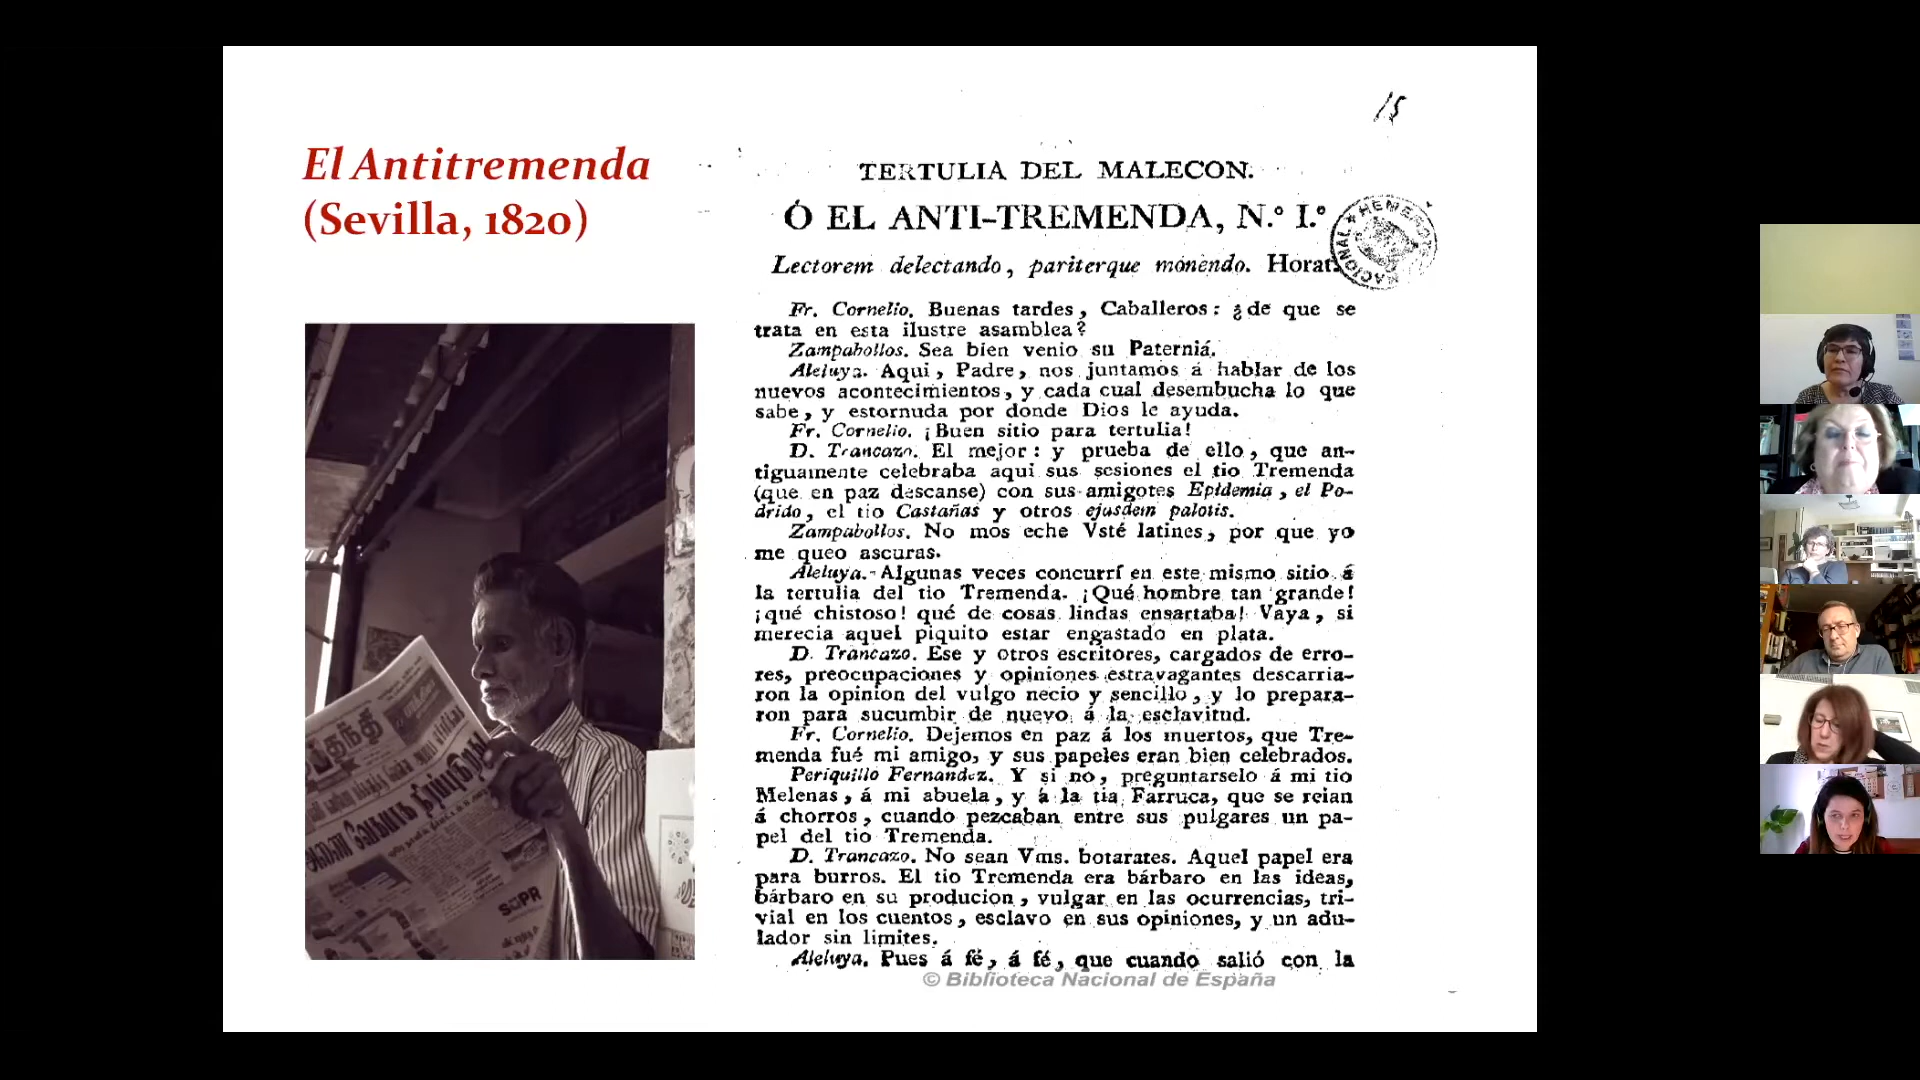 El Antitremenda
(Sevilla, 1820)
15
TERTULIA DEL MALECON.
Ó EL ANTI-TREMENDA, N.º I.º
Lectorem delectando, pariterque monendo. Horat.
HEMEROTECA
NACIONAL
Fr. Cornelio. Buenas tardes, Caballeros: ¿de que se
trata en esta ilustre asamblea?
Zampabollos. Sea bien venio su Paterniá.
Aleluya. Aqui, Padre, nos juntamos á hablar de los
nuevos acontecimientos, y cada cual desembucha lo que
sabe, y estornuda por donde Dios le ayuda.
Fr. Cornelio. ¡Buen sitio para tertulia!
D. Trancazo. El mejor: y prueba de ello, que an-
tiguamente celebraba aqui sus sesiones el tio Tremenda
(que en paz descanse) con sus amigotes Epidemia, el Po-
drido, el tio Castañas y otros ejusdem palotis.
Zampabollos. No mos eche Vsté latines, por que yo
me queo ascuras.
Aleluya. Algunas veces concurrí en este mismo sitio á
la tertulia del tio Tremenda. ¡Qué hombre tan grande!
¡qué chistoso! qué de cosas lindas ensartaba! Vaya, si
merecia aquel piquito estar engastado en plata.
D. Trancazo. Ese y otros escritores, cargados de erro-
res, preocupaciones y opiniones estravagantes descarria-
ron la opinion del vulgo necio y sencillo, y lo prepara-
ron para sucumbir de nuevo á la esclavitud.
Fr. Cornelio. Dejemos en paz á los muertos, que Tre-
menda fué mi amigo, y sus papeles eran bien celebrados.
Periquillo Fernandez. Y si no, preguntarselo á mi tio
Melenas, á mi abuela, y á la tia Farruca, que se reian
á chorros, cuando pezcaban entre sus pulgares un pa-
pel del tio Tremenda.
D. Trancazo. No sean Vms. botarates. Aquel papel era
para burros. El tio Tremenda era bárbaro en las ideas,
bárbaro en su producion, vulgar en las ocurrencias, tri-
vial en los cuentos, esclavo en sus opiniones, y un adu-
lador sin limites.
Aleluya. Pues á fé, á fé, que cuando salió con la
© Biblioteca Nacional de España